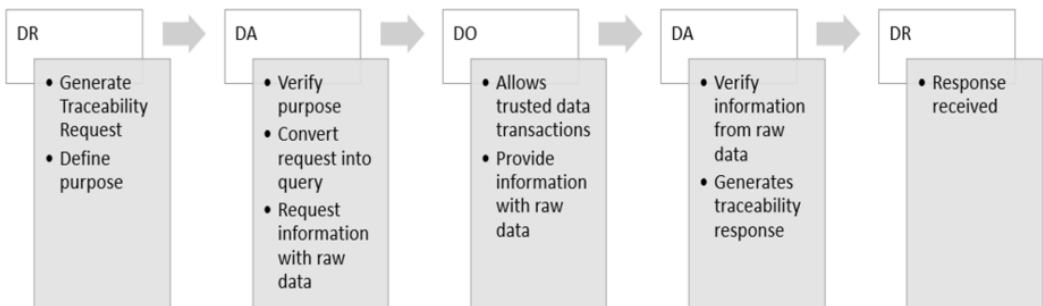 DR
• Generate
Traceability
Request
• Define
purpose
DA
• Verify
purpose
• Convert
request into
query
• Request
information
with raw
data
DO
• Allows
trusted data
transactions
• Provide
information
with raw
data
DA
• Verify
information
from raw
data
• Generates
traceability
response
DR
• Response
received